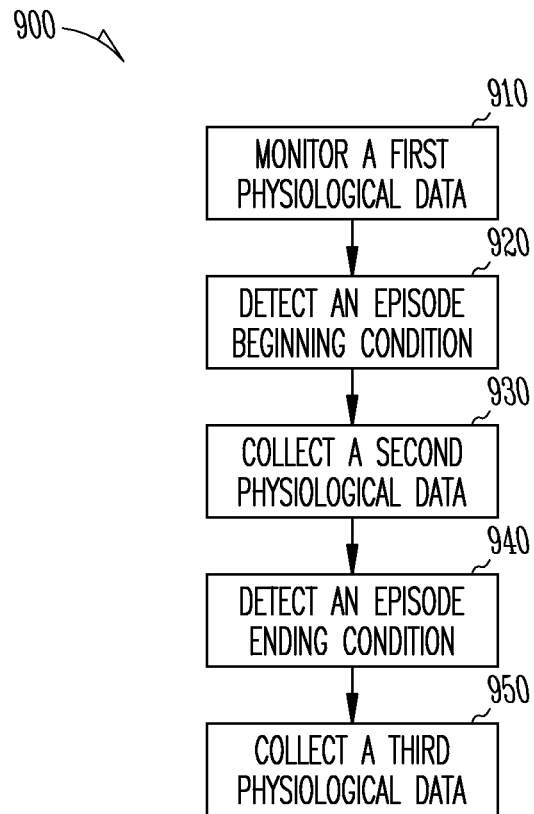 900
910
MONITOR A FIRST
PHYSIOLOGICAL DATA
920
DETECT AN EPISODE
BEGINNING CONDITION
930
COLLECT A SECOND
PHYSIOLOGICAL DATA
940
DETECT AN EPISODE
ENDING CONDITION
950
COLLECT A THIRD
PHYSIOLOGICAL DATA